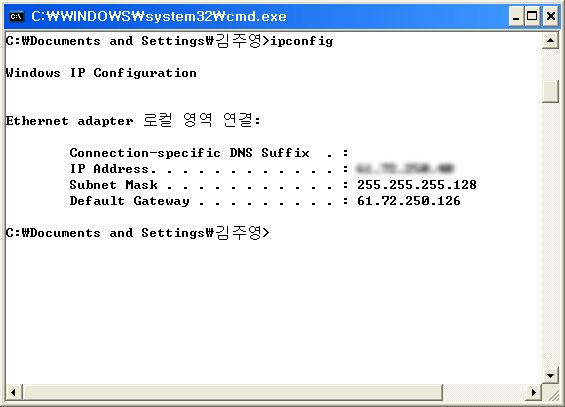 C:₩WINDOWS₩system32₩cmd.exe
C:₩Documents and Settings₩김주영>ipconfig
Windows IP Configuration
Ethernet adapter 로컬 영역 연결:
Connection-specific DNS Suffix . :
IP Address. . . . . . . . . . . . :
Subnet Mask . . . . . . . . . . . : 255.255.255.128
Default Gateway . . . . . . . . . : 61.72.250.126
C:₩Documents and Settings₩김주영>